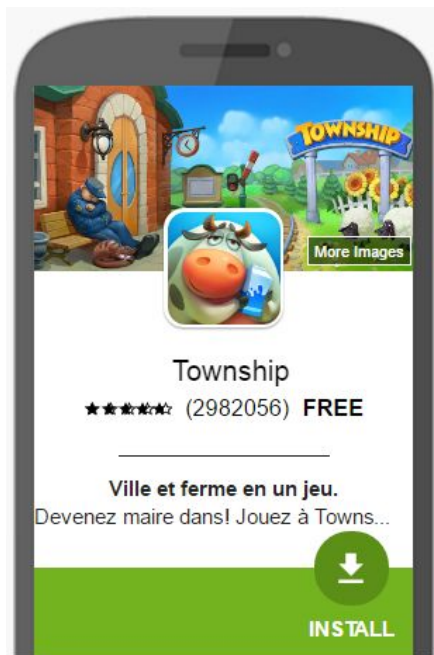 TOWNSHIP
More Images
Township
(2982056) FREE
Ville et ferme en un jeu.
Devenez maire dans! Jouez à Towns...
INSTALL